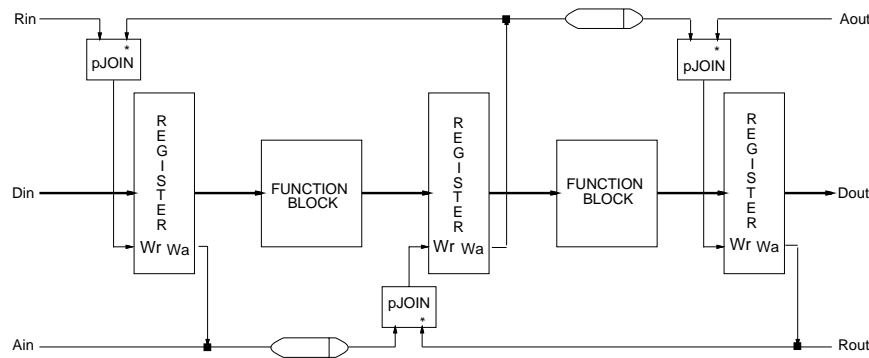 Rin
Aout
*
pJOIN
*
pJOIN
REGISTER
REGISTER
REGISTER
Din
FUNCTION
BLOCK
FUNCTION
BLOCK
Dout
Wr Wa
Wr Wa
Wr Wa
pJOIN
*
Ain
Rout